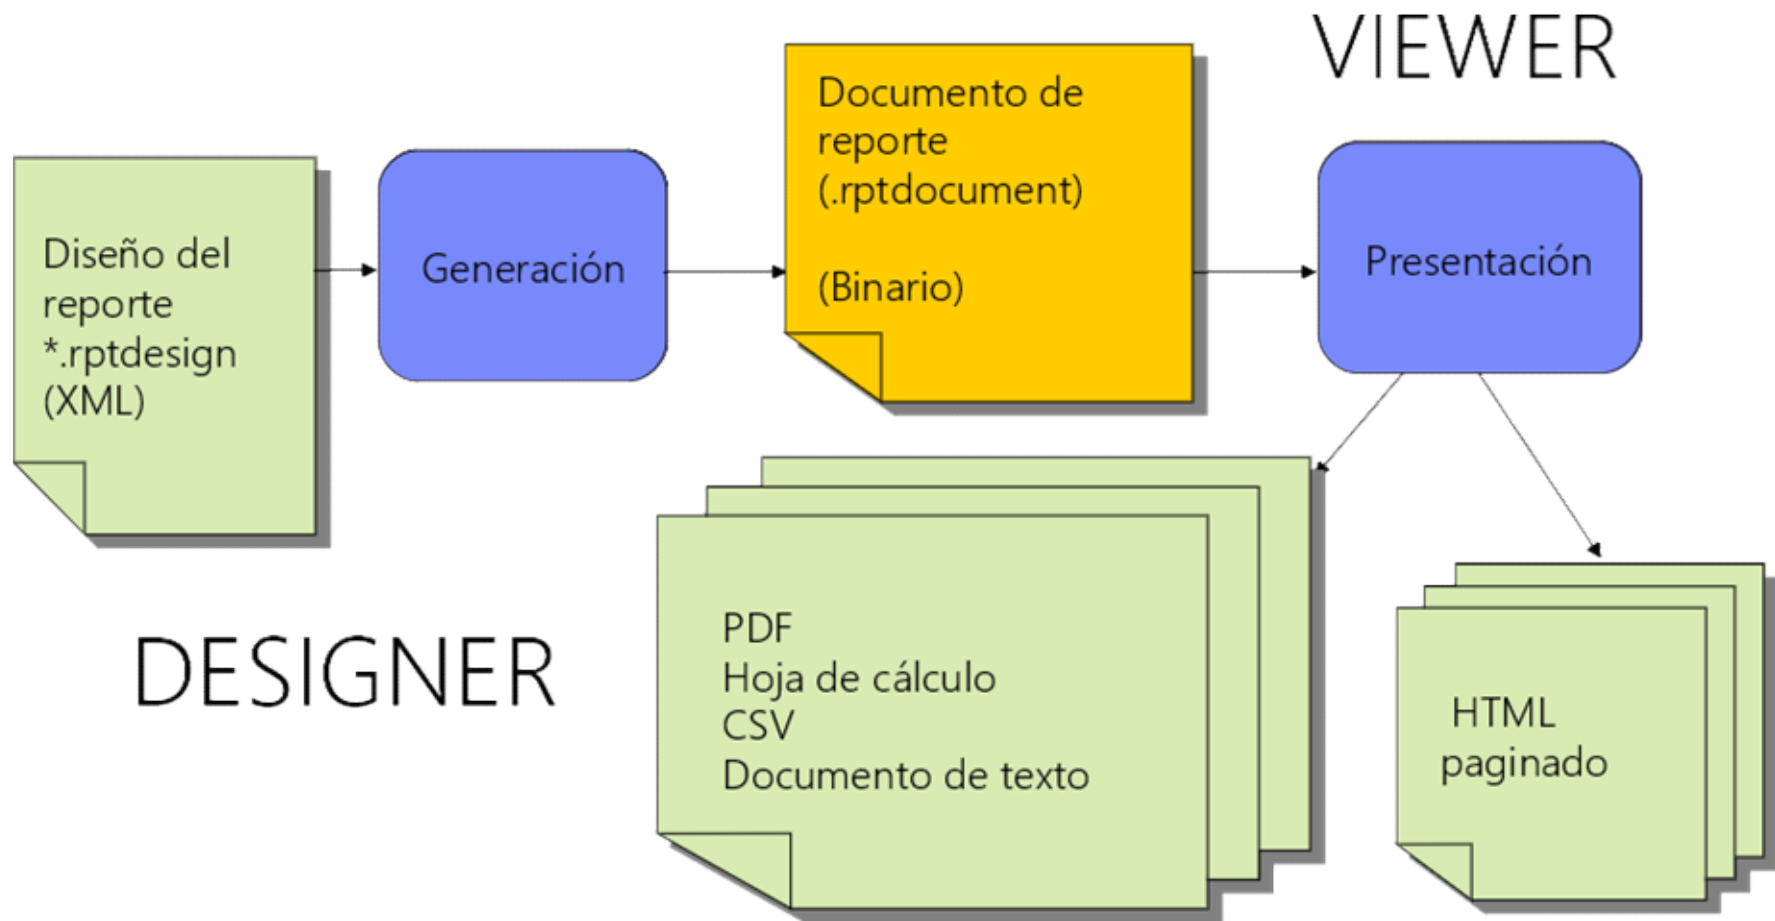 VIEWER
Diseño del
reporte
*.rptdesign
(XML)
Generación
Documento de
reporte
(.rptdocument)
(Binario)
Presentación
DESIGNER
PDF
Hoja de cálculo
CSV
Documento de texto
HTML
paginado